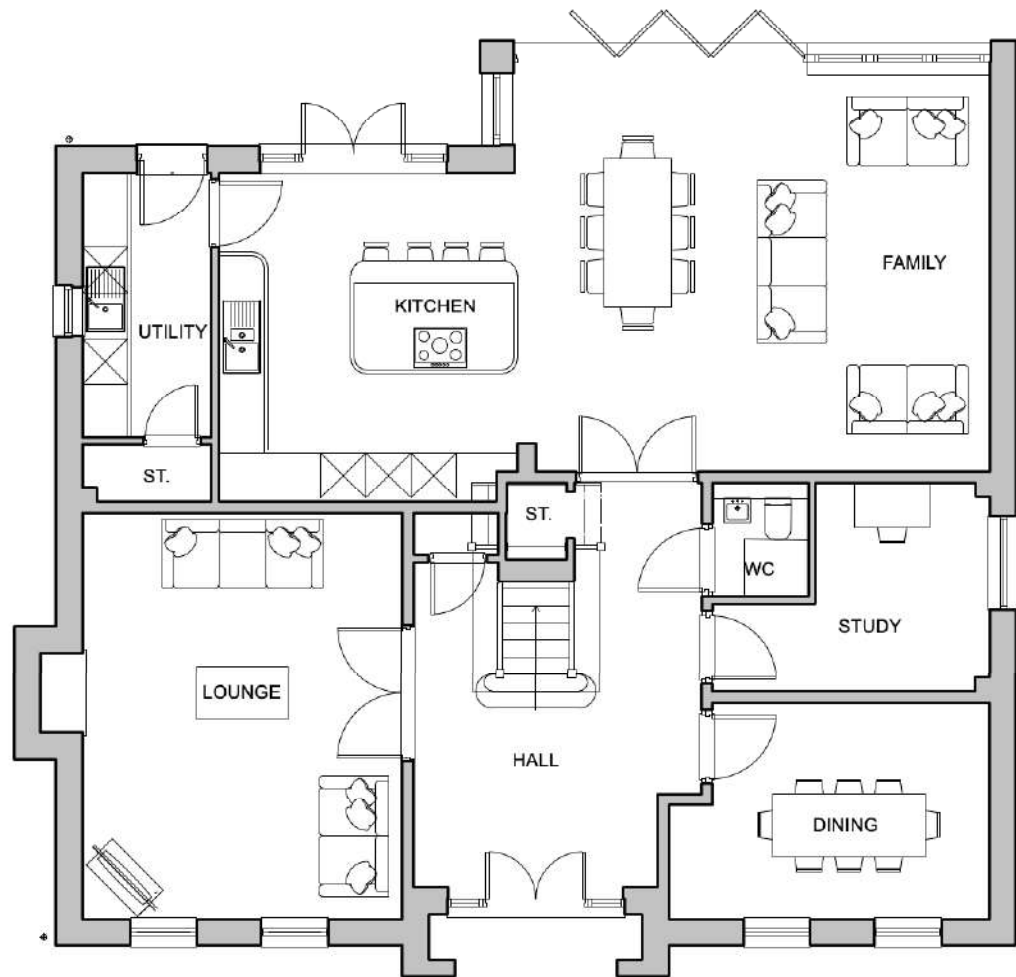 FAMILY
KITCHEN
UTILITY
ST.
ST.
WC
STUDY
LOUNGE
HALL
DINING